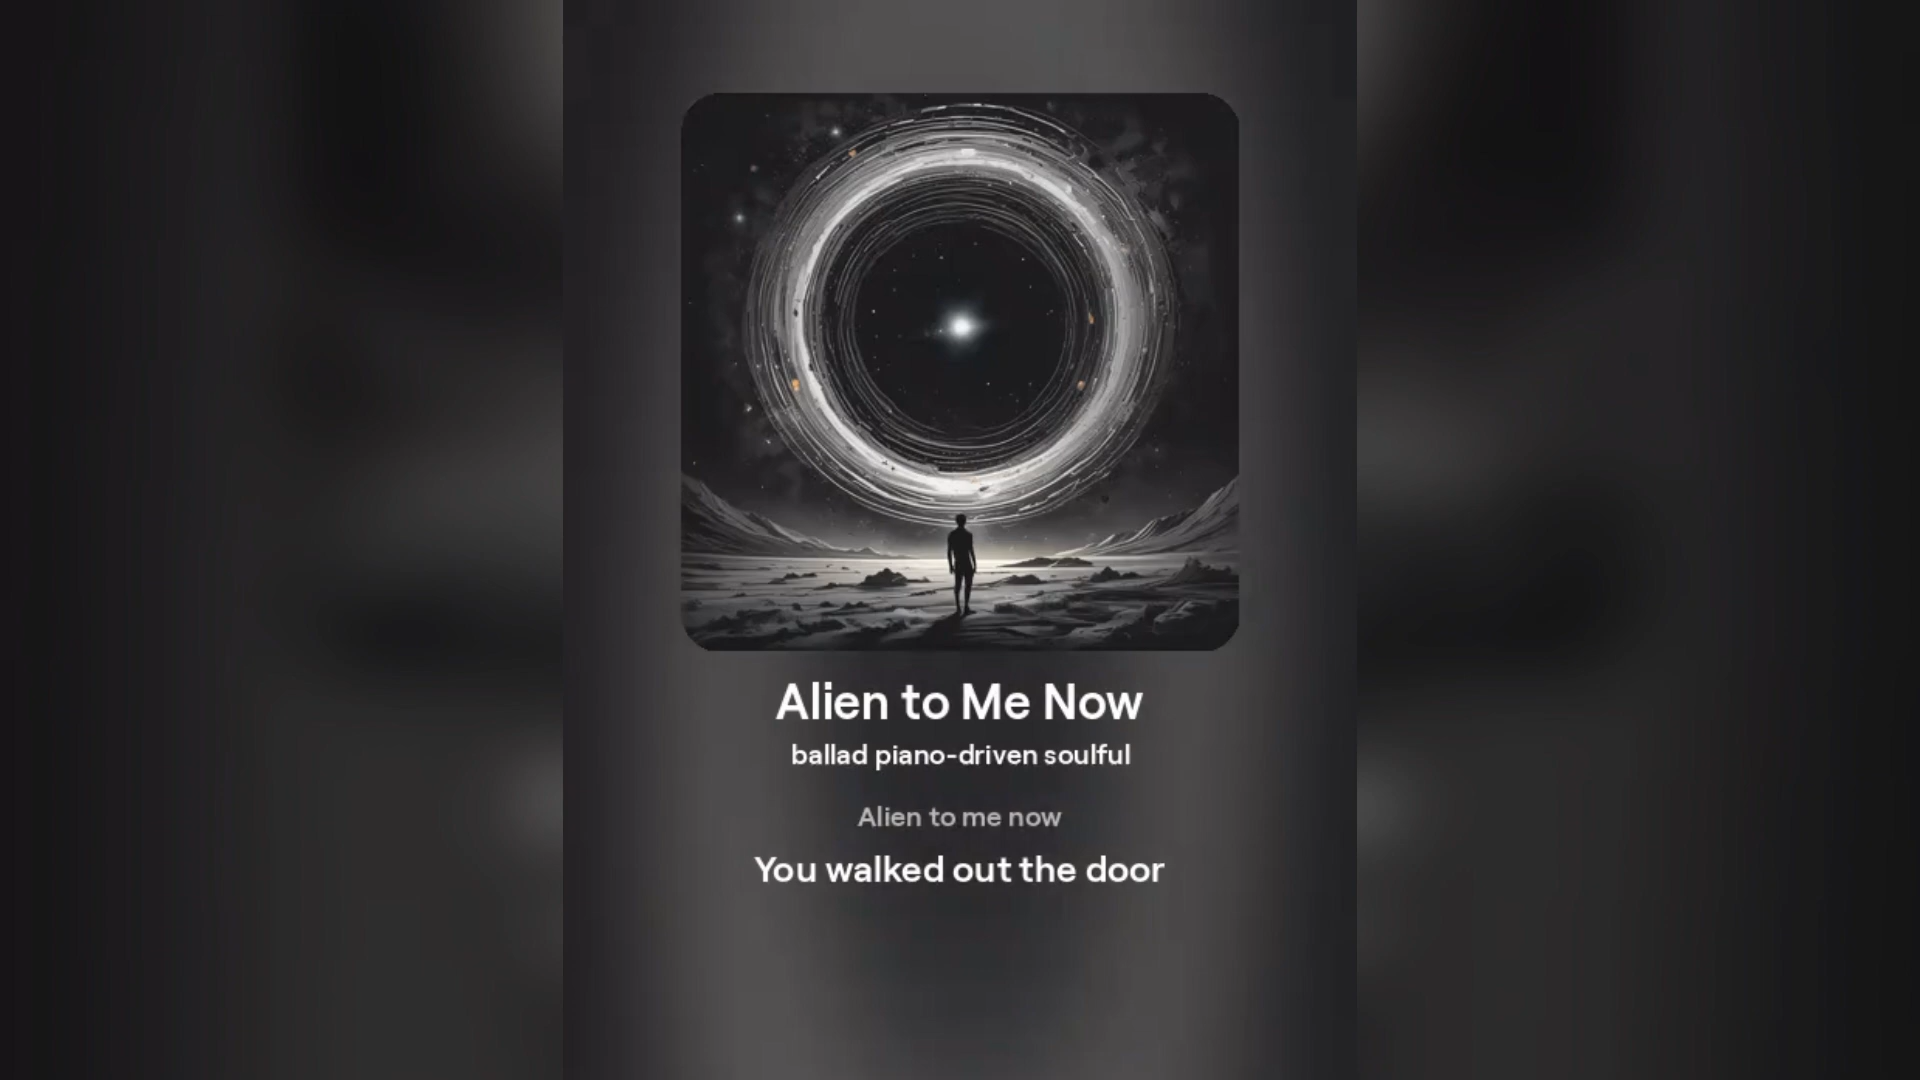 Alien to Me Now
ballad piano-driven soulful
Alien to me now
You walked out the door